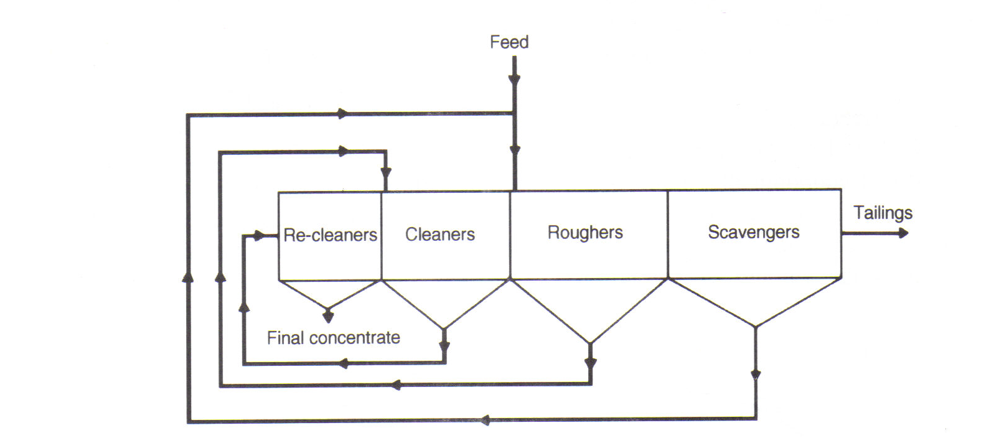 Feed
Re-cleaners
Cleaners
Roughers
Scavengers
Tailings
Final concentrate